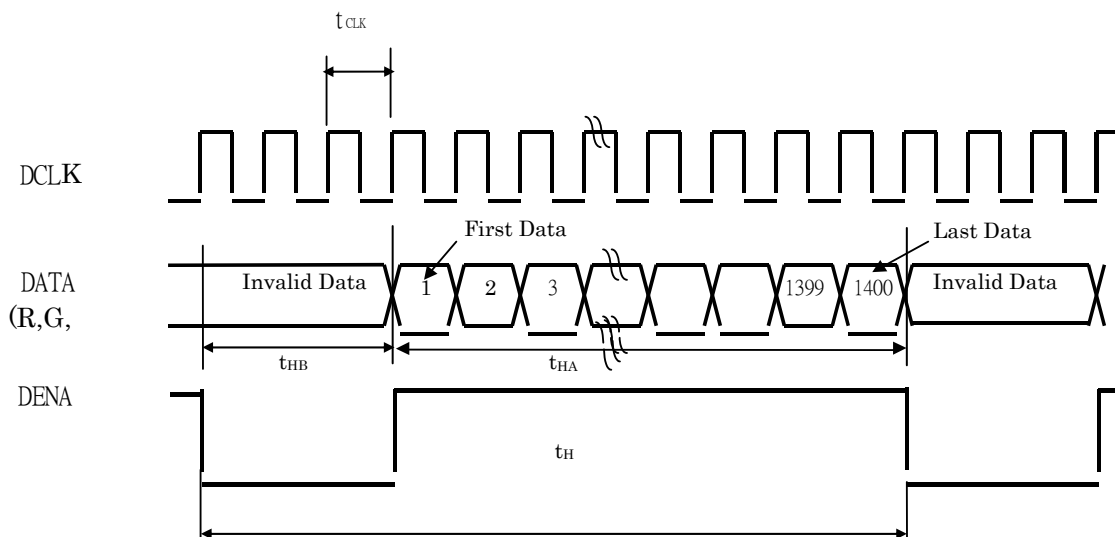 tCLK
DCLK
First Data
Last Data
DATA
(R,G,
Invalid Data
1
2
3
1399
1400
Invalid Data
tHB
tHA
DENA
tH